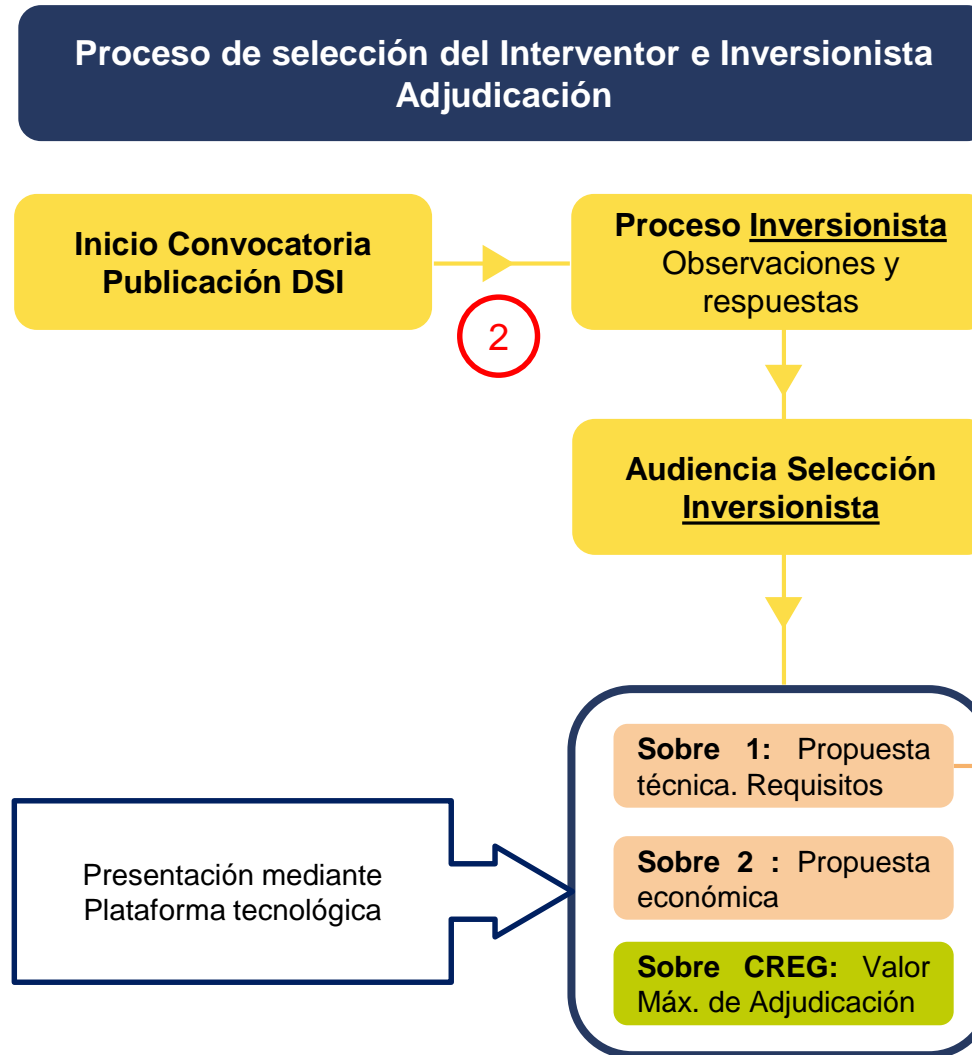 Proceso de selección del Interventor e Inversionista
Adjudicación
Inicio Convocatoria
Publicación DSI
2
Proceso Inversionista
Observaciones y
respuestas
Audiencia Selección
Inversionista
Sobre 1: Propuesta
técnica. Requisitos
Presentación mediante
Plataforma tecnológica
Sobre 2 : Propuesta
económica
Sobre CREG: Valor
Máx. de Adjudicación